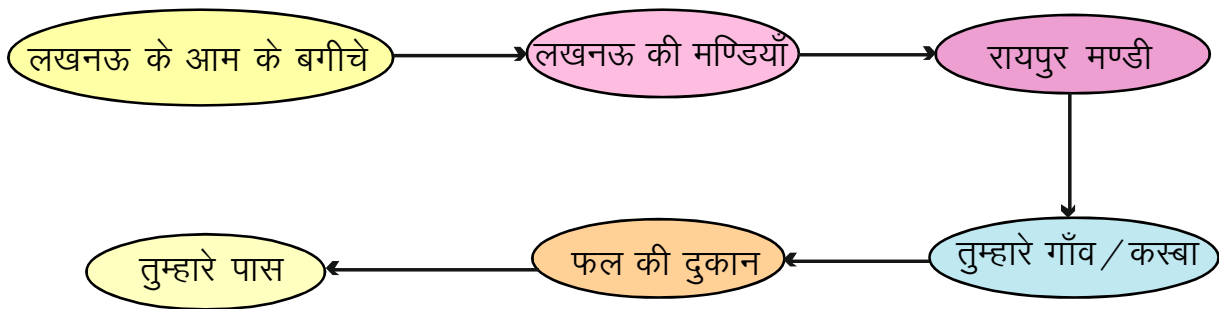 लखनऊ के आम के बगीचे
लखनऊ की मण्डियाँ
रायपुर मण्डी
तुम्हारे गाँव/कस्बा
फल की दुकान
तुम्हारे पास